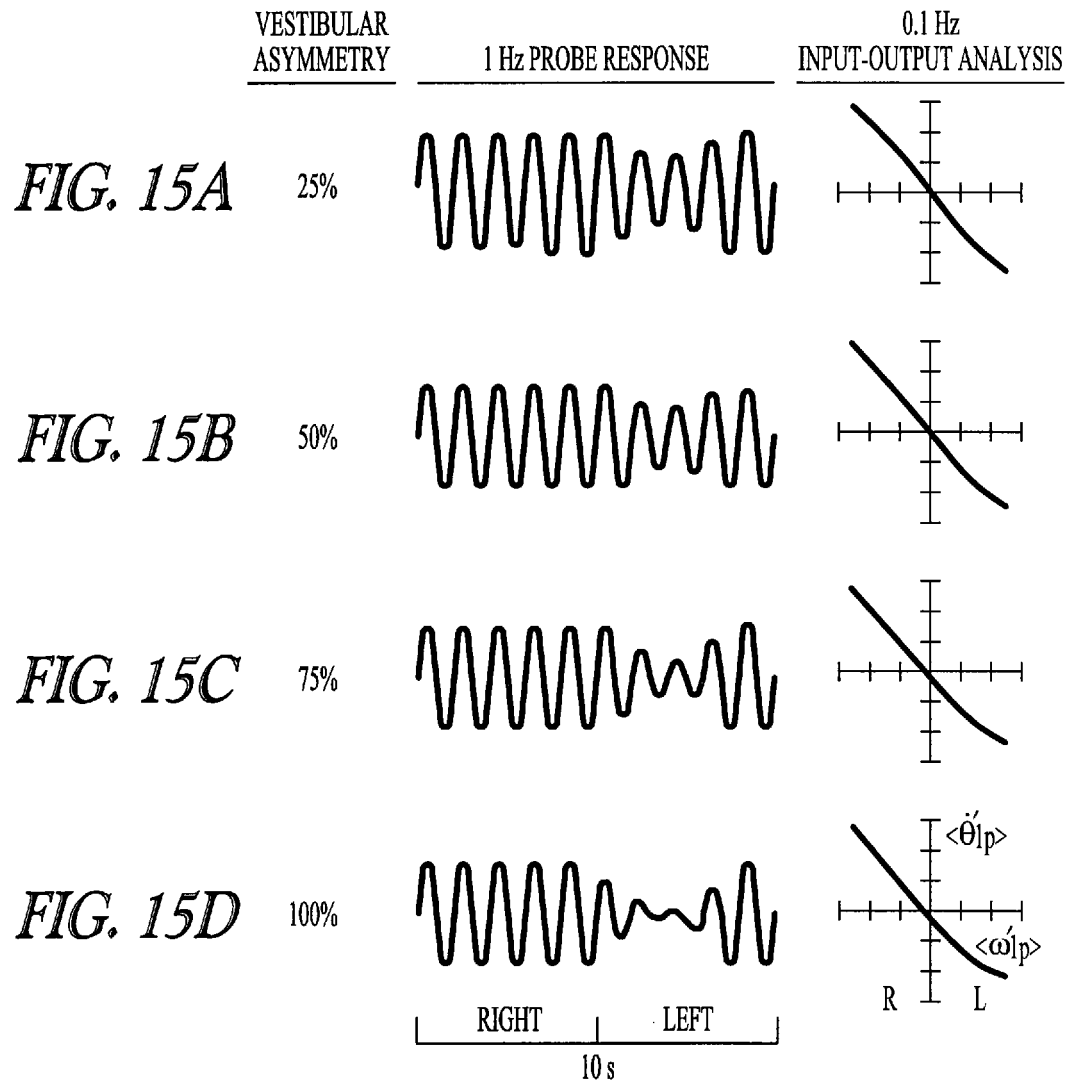 VESTIBULAR
ASYMMETRY
1 Hz PROBE RESPONSE
0.1 Hz
INPUT-OUTPUT ANALYSIS
FIG. 15A
25%
FIG. 15B
50%
FIG. 15C
75%
FIG. 15D
100%
<θ̇′lp>
<ω′lp>
R
L
RIGHT
LEFT
10 s